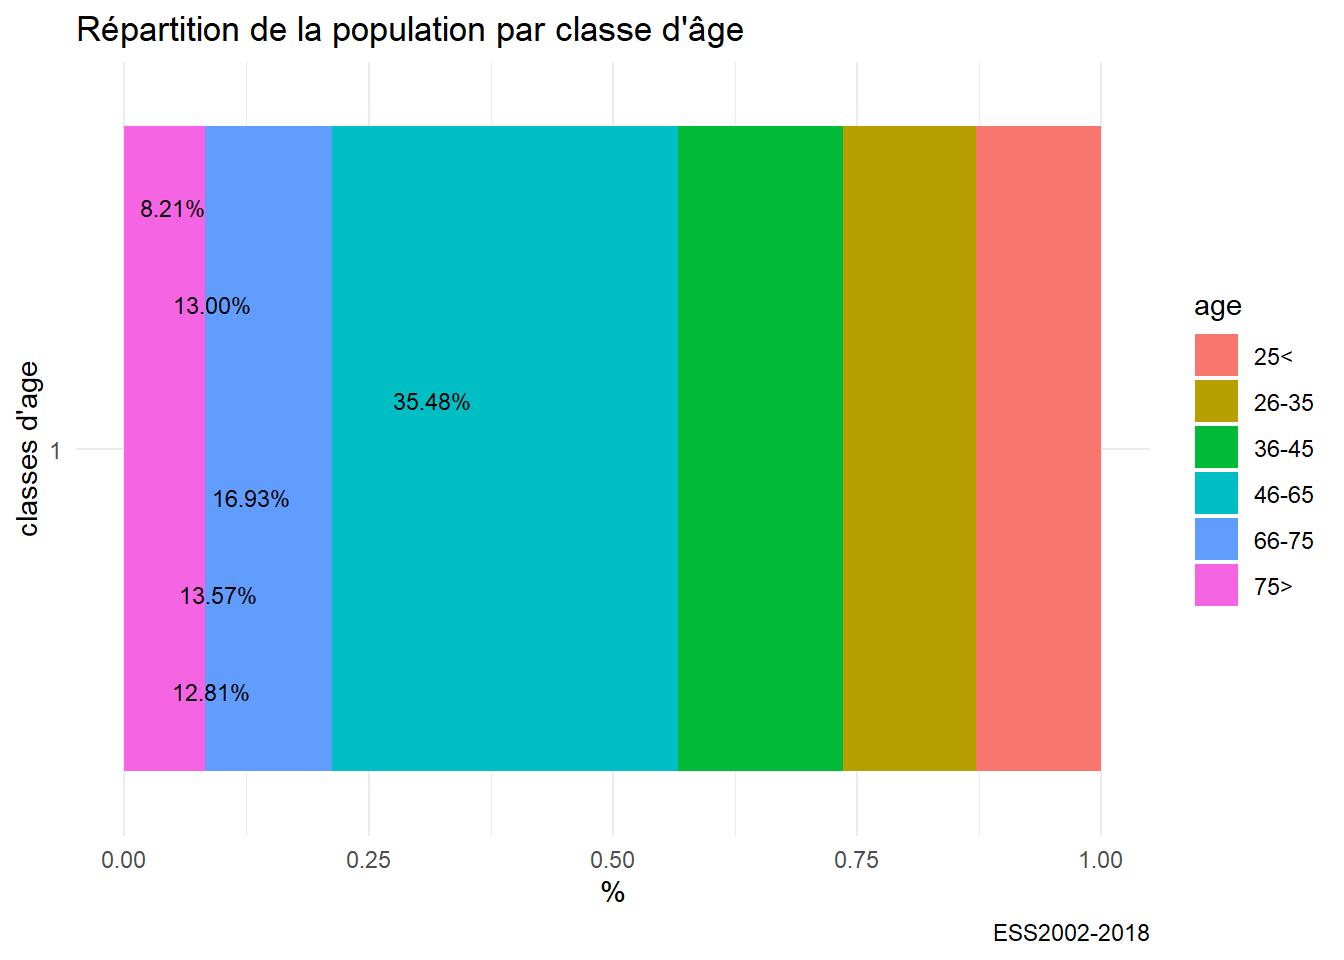 Répartition de la population par classe d'âge
8.21%
13.00%
35.48%
16.93%
13.57%
12.81%
classes d'age
1
0.00 0.25 0.50 0.75 1.00
%
age
25<
26-35
36-45
46-65
66-75
75>
ESS2002-2018